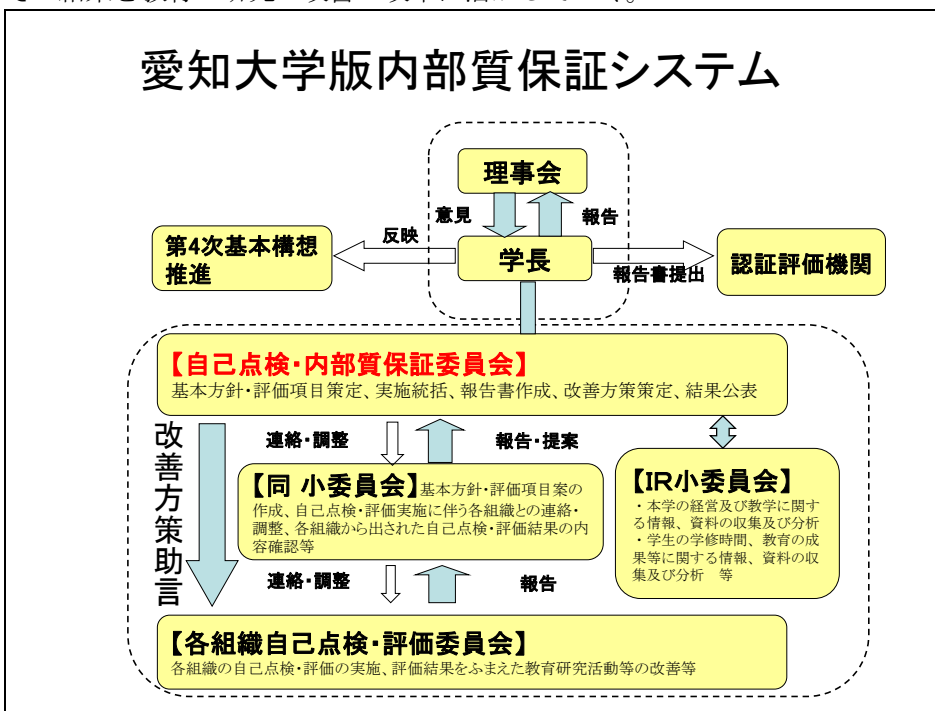 愛知大学版内部質保証システム
理事会
意見
報告
反映
第4次基本構想
推進
学長
報告書提出
認証評価機関
【自己点検・内部質保証委員会】
基本方針・評価項目策定、実施統括、報告書作成、改善方策策定、結果公表
改善方策助言
連絡・調整
報告・提案
【同 小委員会】基本方針・評価項目案の
作成、自己点検・評価実施に伴う各組織との連絡・
調整、各組織から出された自己点検・評価結果の内
容確認等
【IR小委員会】
・本学の経営及び教学に関す
る情報、資料の収集及び分析
・学生の学修時間、教育の成
果等に関する情報、資料の収
集及び分析　等
連絡・調整
報告
【各組織自己点検・評価委員会】
各組織の自己点検・評価の実施、評価結果をふまえた教育研究活動等の改善等